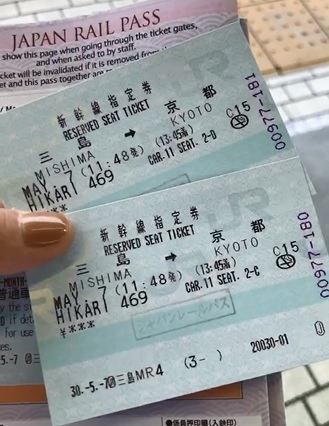 JAPAN RAIL PASS
show this page when going through the ticket gates,
and when asked to by staff.
ticket will be invalidated if it is removed from
and this pass together are
新幹線指定券
RESERVED SEAT TICKET
三島 → 京都
MISHIMA KYOTO
C15
MAY 7 (11:48発) (13:45着)
HIKARI 469 CAR.11 SEAT. 2-D
¥***
00977-1B1
新幹線指定券
RESERVED SEAT TICKET
三島 → 京都
MISHIMA KYOTO
C15
MAY 7 (11:48発) (13:45着)
HIKARI 469 CAR.11 SEAT. 2-C
¥***
ジャパンレールパス
00977-1B0
30.-5.-7 三島MR4 (3- ) 20030-01